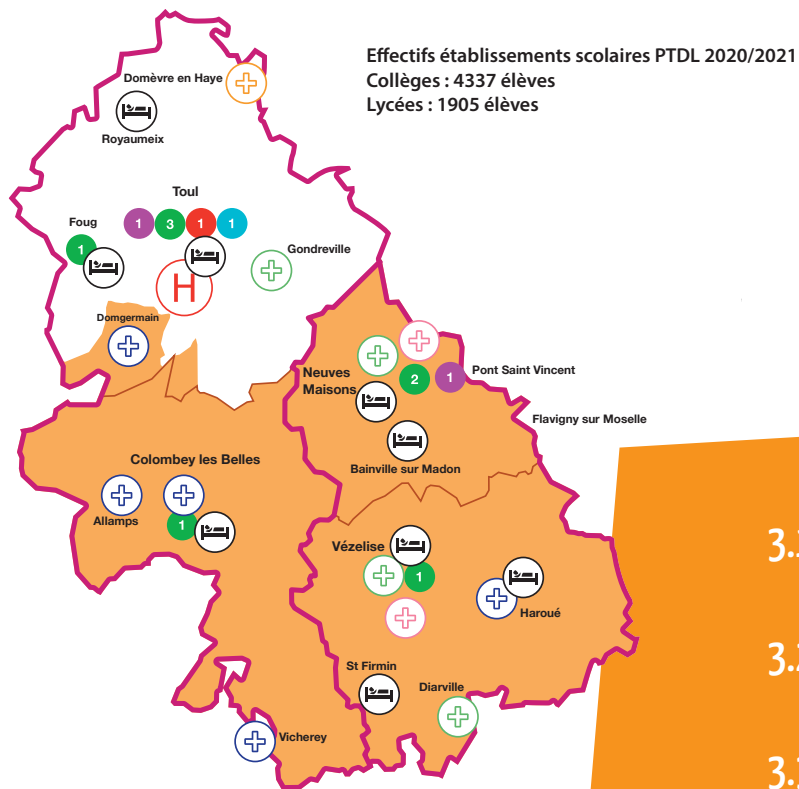 Effectifs établissements scolaires PTDL 2020/2021
Collèges : 4337 élèves
Lycées : 1905 élèves
Domèvre en Haye
Royaumeix
Toul
1 3 1 1
Foug
1
Gondreville
H
Domgermain
Neuves
Maisons
2 1
Pont Saint Vincent
Flavigny sur Moselle
Bainville sur Madon
Colombey les Belles
Allamps
1
Vézelise
1
Haroué
St Firmin
Diarville
Vicherey